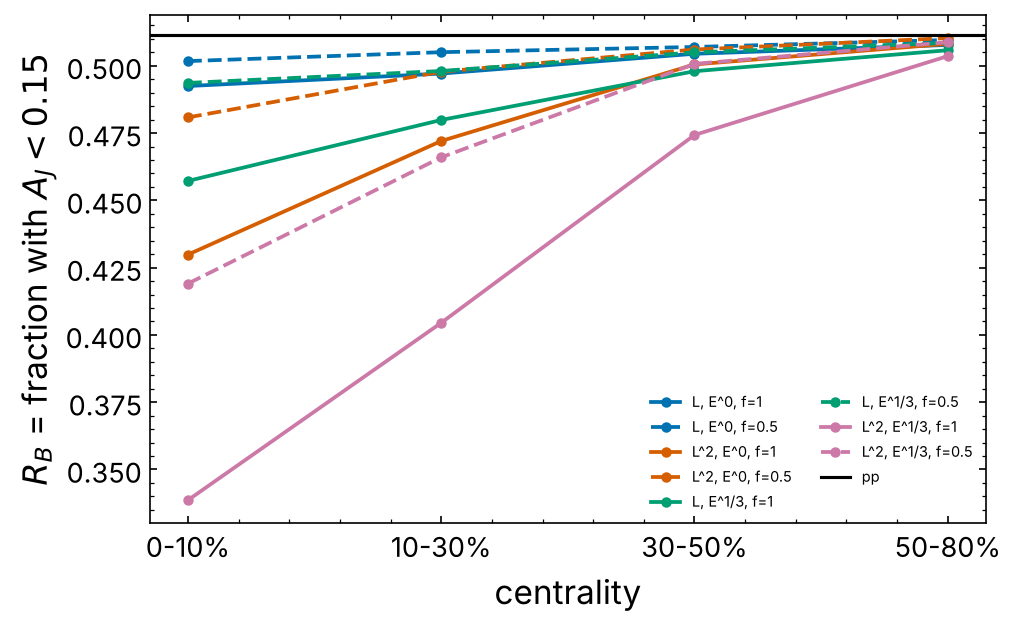 R_B = fraction with A_J < 0.15
0.500
0.475
0.450
0.425
0.400
0.375
0.350
L, E^0, f=1
L, E^0, f=0.5
L^2, E^0, f=1
L^2, E^0, f=0.5
L, E^1/3, f=1
L, E^1/3, f=0.5
L^2, E^1/3, f=1
L^2, E^1/3, f=0.5
pp
0-10%
10-30%
30-50%
50-80%
centrality